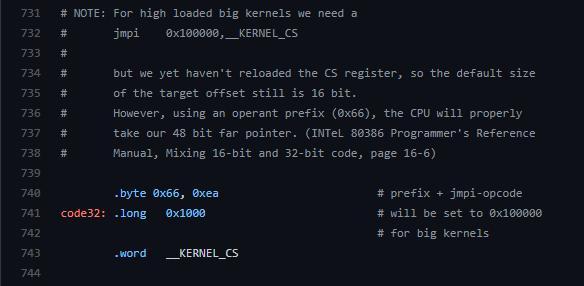 731 # NOTE: For high loaded big kernels we need a
732 # jmpi 0x100000,__KERNEL_CS
733 #
733 # but we yet haven't reloaded the CS register, so the default size
734 # of the target offset still is 16 bit.
736 # However, using an operant prefix (0x66), the CPU will properly
737 # take our 48 bit far pointer. (INTeL 80386 Programmer's Reference
738 # Manual, Mixing 16-bit and 32-bit code, page 16-6)
739
740 .byte 0x66, 0xea # prefix + jmpi-opcode
741 code32: .long 0x1000 # will be set to 0x100000
742 # for big kernels
743 .word __KERNEL_CS
744